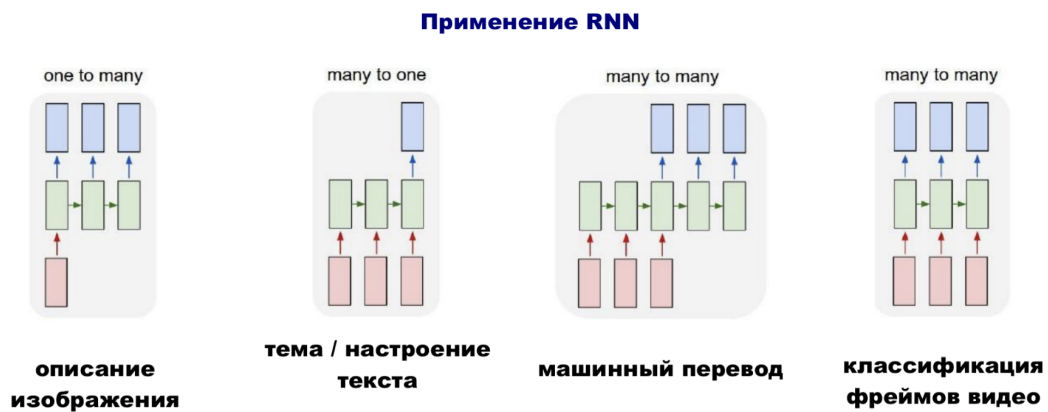 Применение RNN
one to many
many to one
many to many
many to many
описание
изображения
тема / настроение
текста
машинный перевод
классификация
фреймов видео